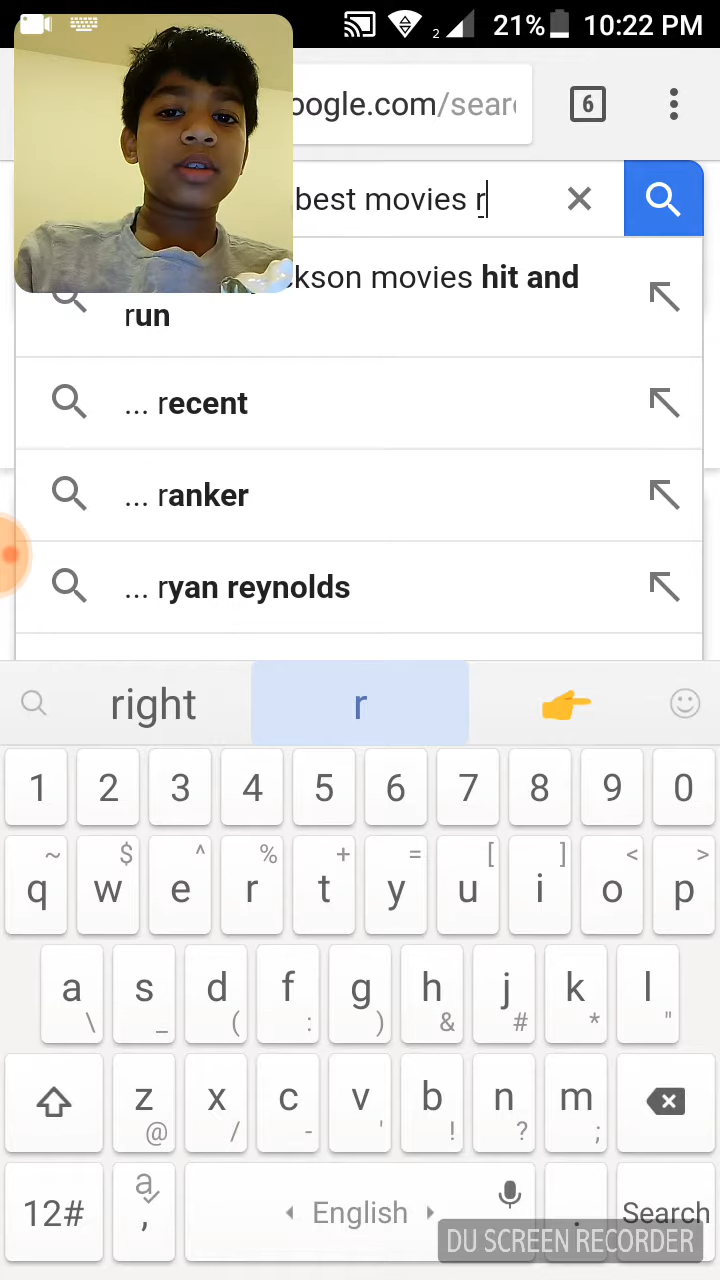 2 21% 10:22 PM
oogle.com/sear
6
best movies r
kson movies hit and
run
... recent
... ranker
... ryan reynolds
right r
1 2 3 4 5 6 7 8 9 0
~ $ ^ % + = [ ] < >
q w e r t y u i o p
a s d f g h j k l
\ _ ( : ) & # * "
z x c v b n m
@ / - ' ! ? ;
12# a , English . Search
DU SCREEN RECORDER